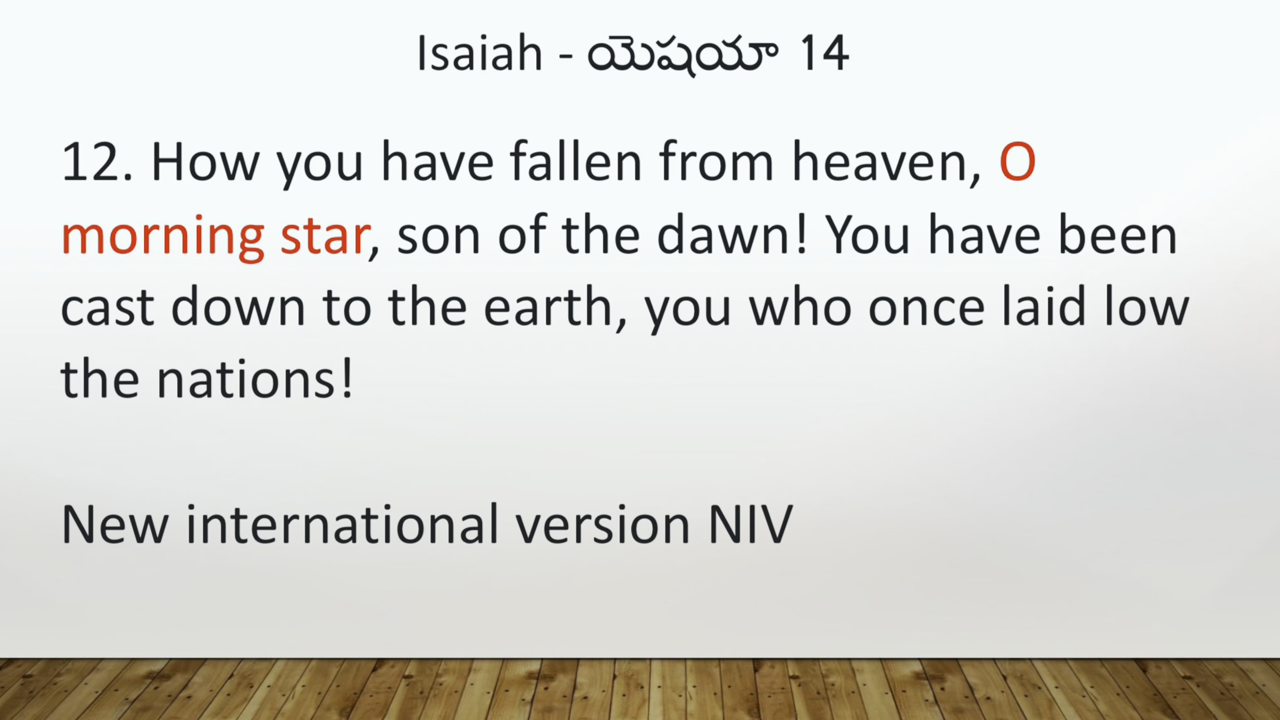 Isaiah - యెషయా 14
12. How you have fallen from heaven, O
morning star, son of the dawn! You have been
cast down to the earth, you who once laid low
the nations!
New international version NIV